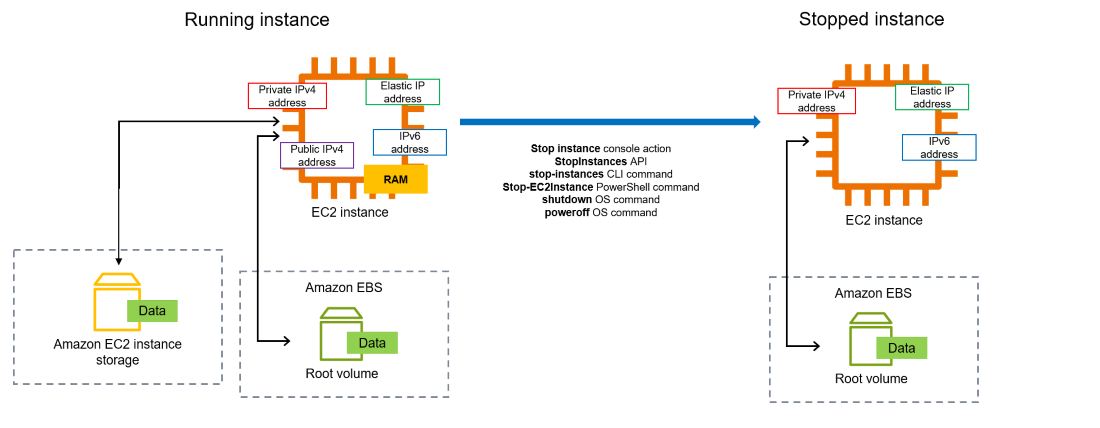 Running instance
Stopped instance
Private IPv4
address
Elastic IP
address
Public IPv4
address
IPv6
address
RAM
EC2 instance
Stop instance console action
StopInstances API
stop-instances CLI command
Stop-EC2Instance PowerShell command
shutdown OS command
poweroff OS command
Private IPv4
address
Elastic IP
address
IPv6
address
EC2 instance
Data
Amazon EC2 instance
storage
Amazon EBS
Data
Root volume
Amazon EBS
Data
Root volume